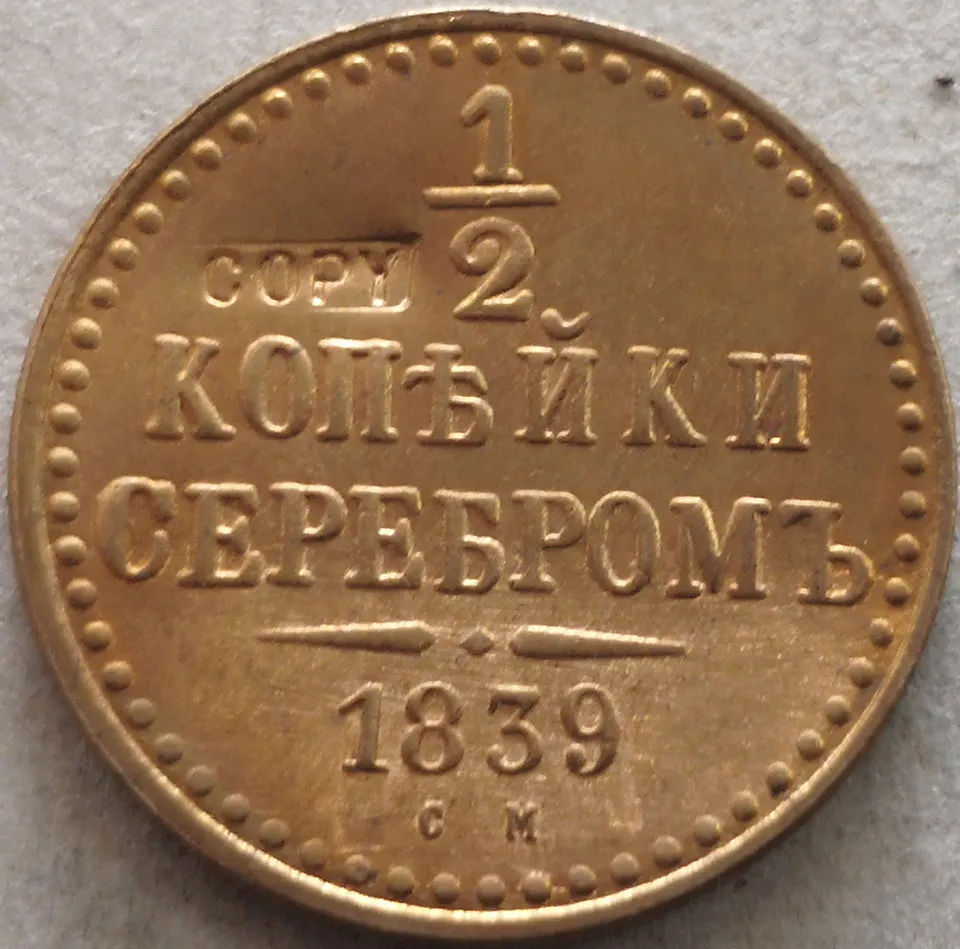 1/2
COPY
КОПѢЙКИ
СЕРЕБРОМЪ
1839
С М